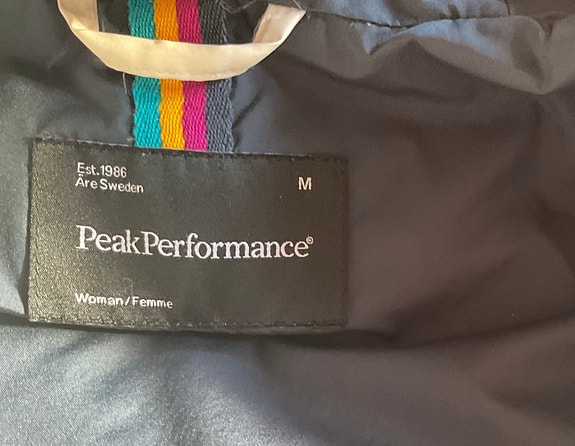 Est.1986
Åre Sweden
M
PeakPerformance®
Woman/Femme